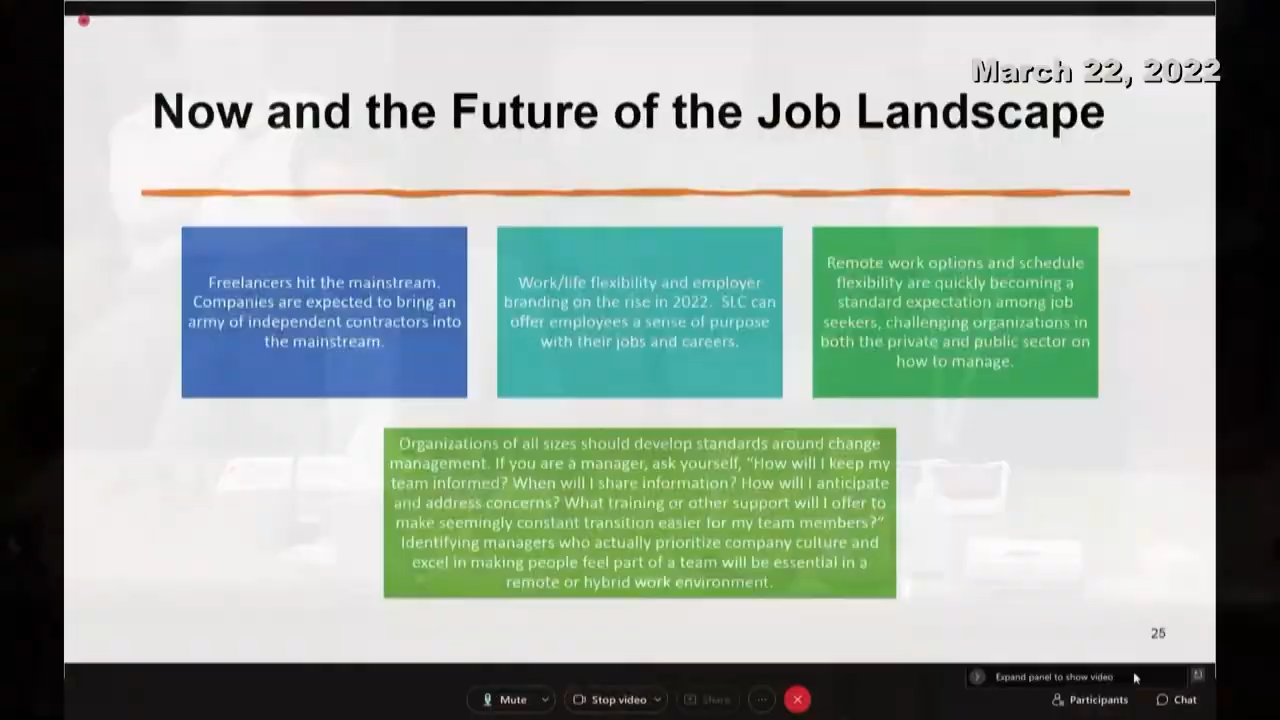 March 22, 2022
Now and the Future of the Job Landscape
Freelancers hit the mainstream.
Companies are expected to bring an
army of independent contractors into
the mainstream.
Work/life flexibility and employer
branding on the rise in 2022. SLC can
offer employees a sense of purpose
with their jobs and careers.
Remote work options and schedule
flexibility are quickly becoming a
standard expectation among job
seekers, challenging organizations in
both the private and public sector on
how to manage.
Organizations of all sizes should develop standards around change
management. If you are a manager, ask yourself, “How will I keep my
team informed? When will I share information? How will I anticipate
and address concerns? What training or other support will I offer to
make seemingly constant transition easier for my team members?”
Identifying managers who actually prioritize company culture and
excel in making people feel part of a team will be essential in a
remote or hybrid work environment.
25
Expand panel to show video
Mute
Stop video
Share
Participants
Chat